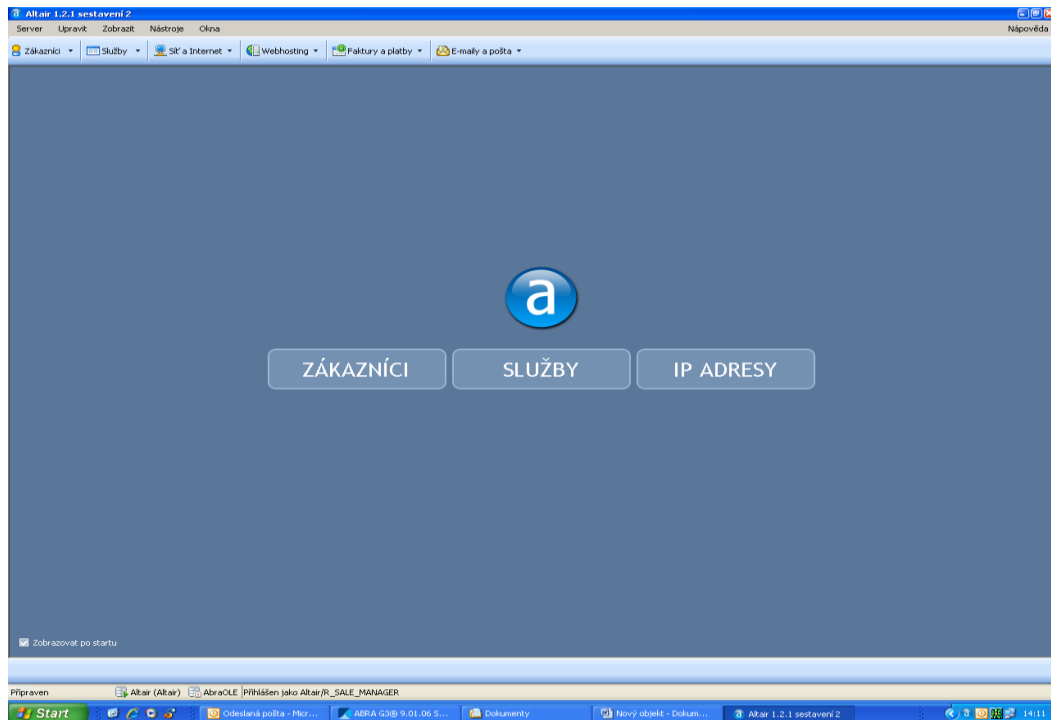 Altair 1.2.1 sestavení 2
Server Upravit Zobrazit Nástroje Okna Nápověda
Zákazníci Služby Síť a Internet Webhosting Faktury a platby E-maily a pošta
a
ZÁKAZNÍCI SLUŽBY IP ADRESY
Zobrazovat po startu
Připraven Altair (Altair) AbraOLE Přihlášen jako Altair/R_SALE_MANAGER
Start Odeslaná pošta - Micr... ABRA G3® 9.01.06 S... Dokumenty Nový objekt - Dokum... Altair 1.2.1 sestavení 2 14:11